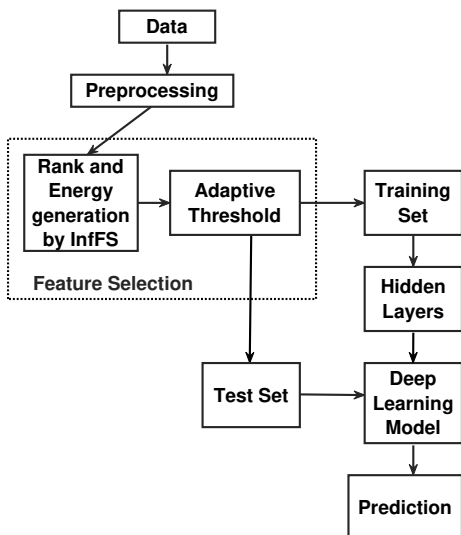 Data
Preprocessing
Rank and
Energy
generation
by InfFS
Adaptive
Threshold
Training
Set
Feature Selection
Hidden
Layers
Test Set
Deep
Learning
Model
Prediction